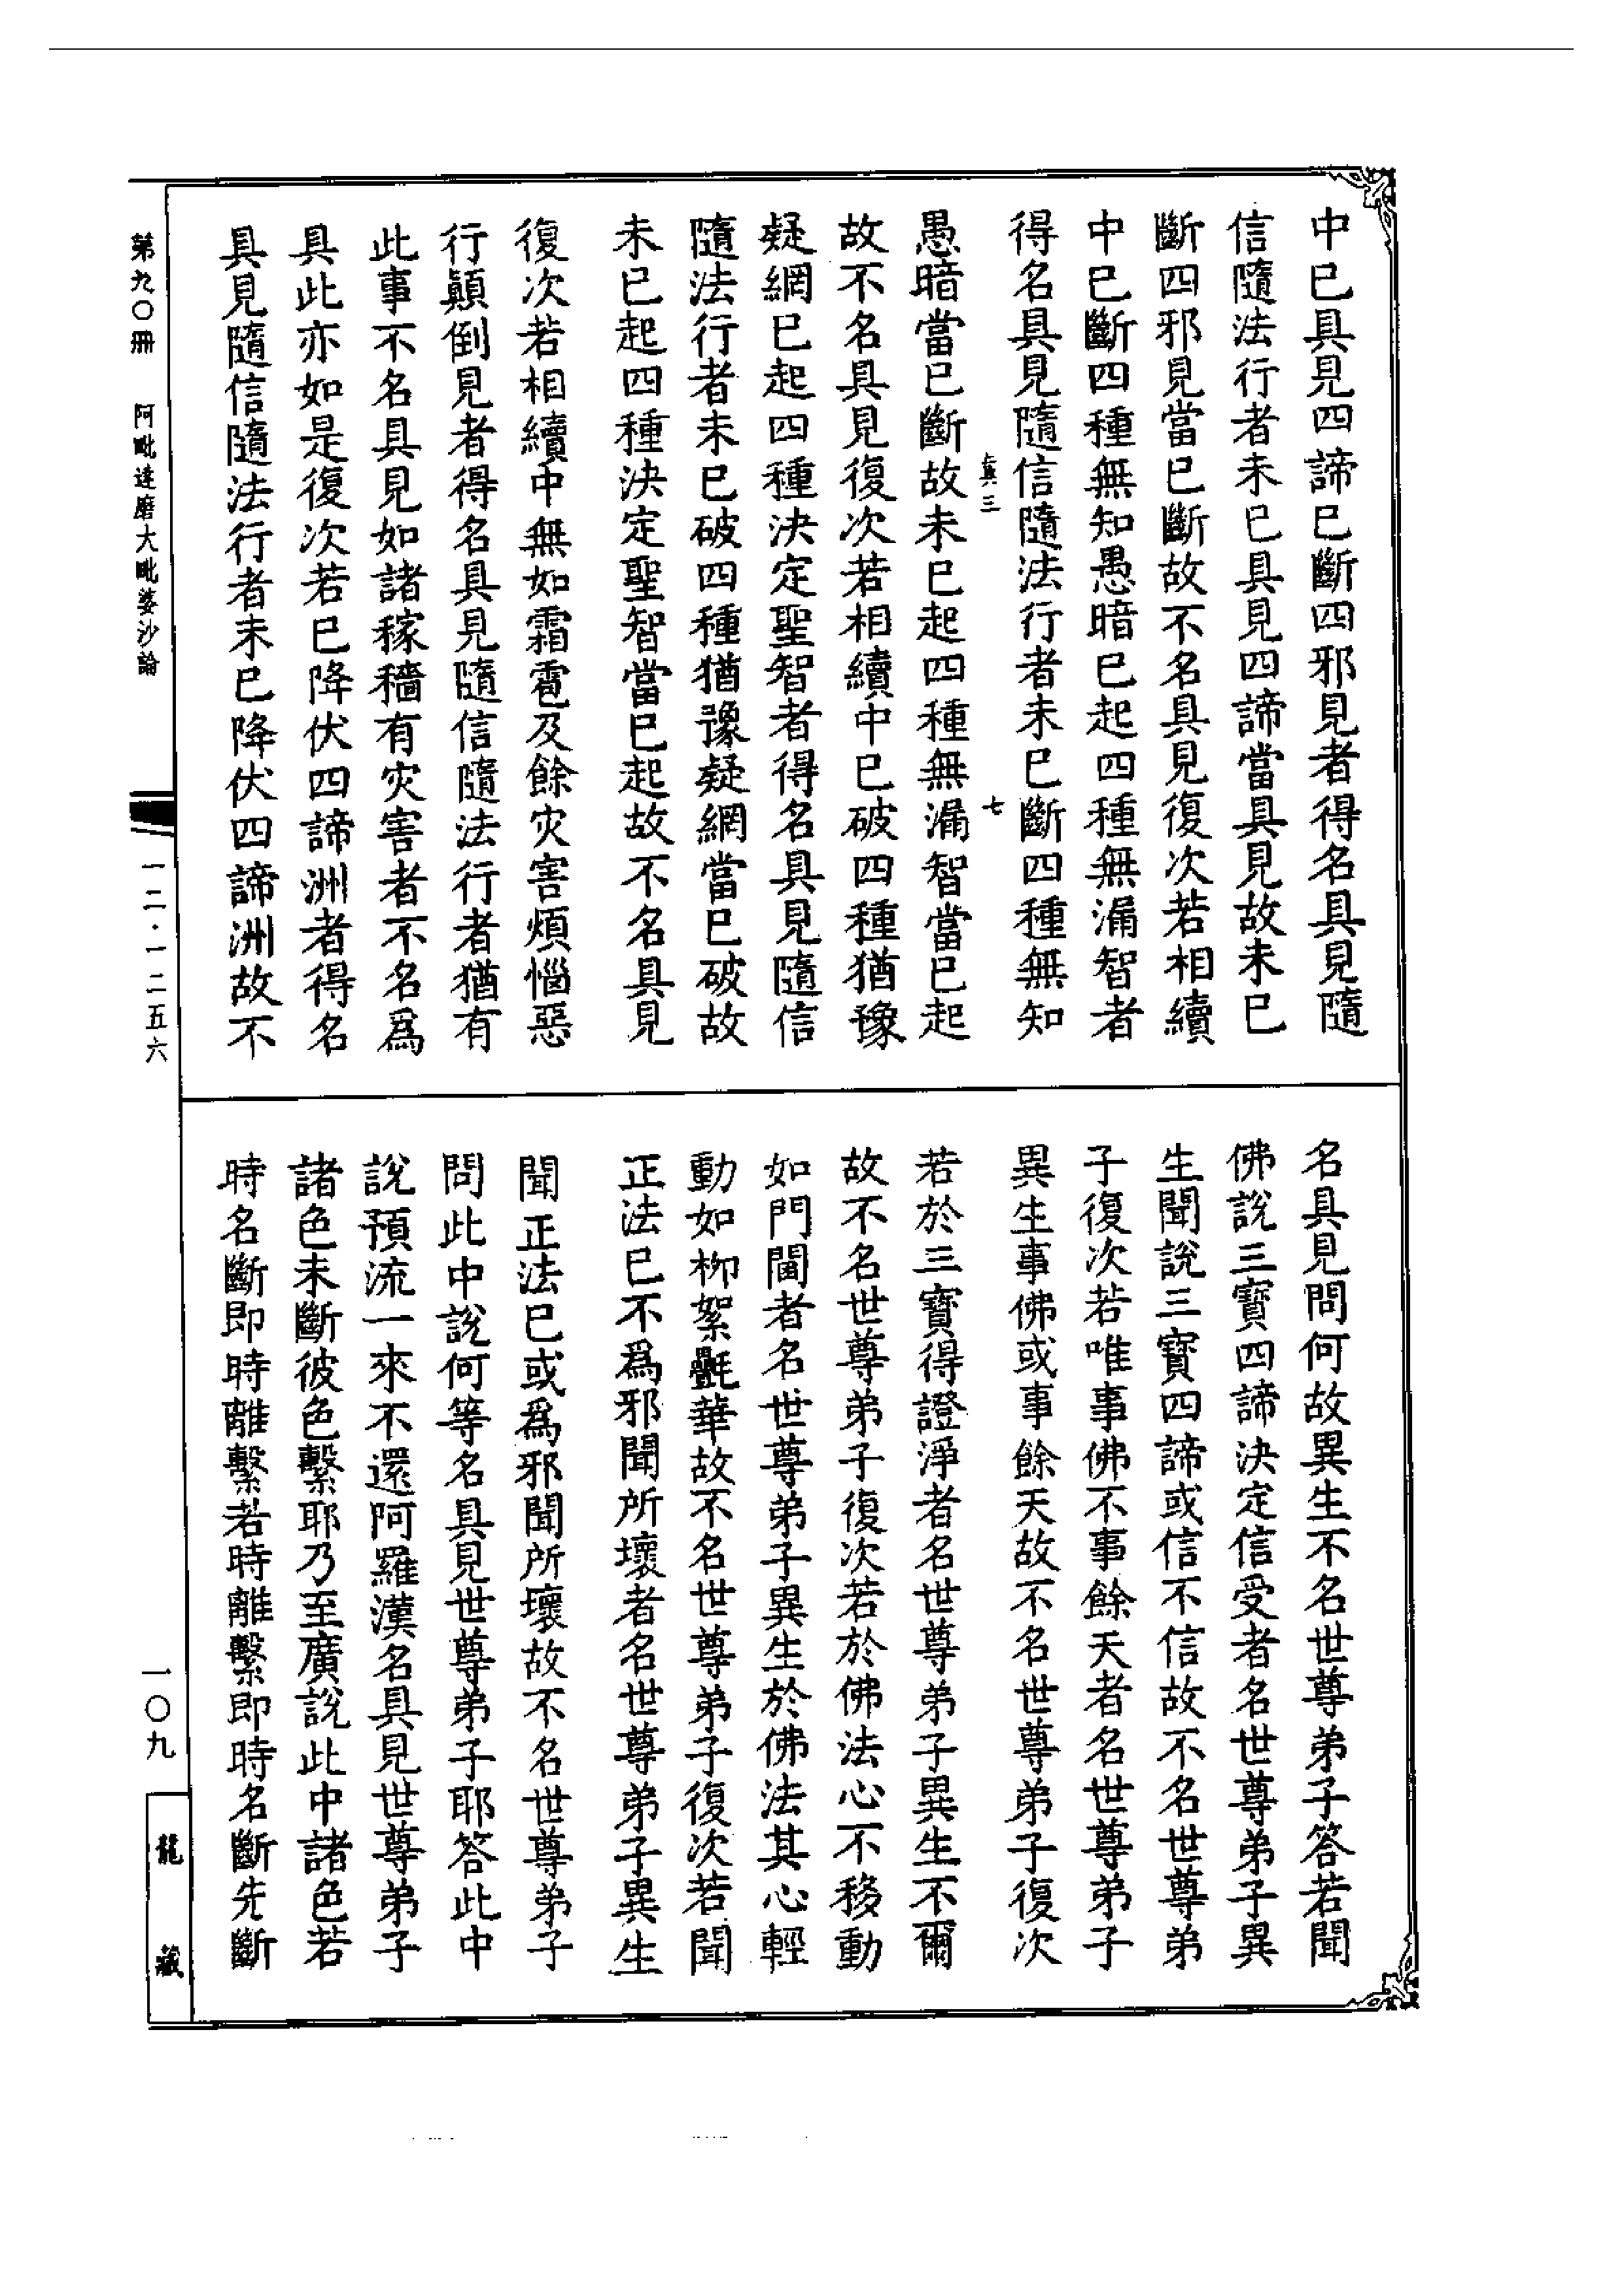 中已具見四諦已斷四邪見者得名具見隨
信隨法行者未已具見四諦當具見故未已
斷四邪見當已斷故不名具見復次若相續
中已斷四種無知愚暗已起四種無漏智者
得名具見隨信隨法行者未已斷四種無知
真三 七
愚暗當已斷故未已起四種無漏智當已起
故不名具見復次若相續中已破四種猶豫
疑網已起四種決定聖智者得名具見隨信
隨法行者未已破四種猶豫疑網當已破故
未已起四種決定聖智當已起故不名具見
復次若相續中無如霜雹及餘灾害煩惱惡
行顛倒見者得名具見隨信隨法行者猶有
此事不名具見如諸稼穡有灾害者不名爲
具此亦如是復次若已降伏四諦洲者得名
具見隨信隨法行者未已降伏四諦洲故不
名具見問何故異生不名世尊弟子答若聞
佛說三寶四諦決定信受者名世尊弟子異
生聞說三寶四諦或信不信故不名世尊弟
子復次若唯事佛不事餘天者名世尊弟子
異生事佛或事餘天故不名世尊弟子復次
若於三寶得證淨者名世尊弟子異生不爾
故不名世尊弟子復次若於佛法心不移動
如門閫者名世尊弟子異生於佛法其心輕
動如柳絮氎華故不名世尊弟子復次若聞
正法已不爲邪聞所壞者名世尊弟子異生
聞正法已或爲邪聞所壞故不名世尊弟子
問此中說何等名具見世尊弟子耶答此中
說預流一來不還阿羅漢名具見世尊弟子
諸色未斷彼色繫耶乃至廣說此中諸色若
時名斷即時離繫若時離繫即時名斷先斷
第九〇冊 阿毗達磨大毗婆沙論
一二·一二五六
一〇九
龍藏